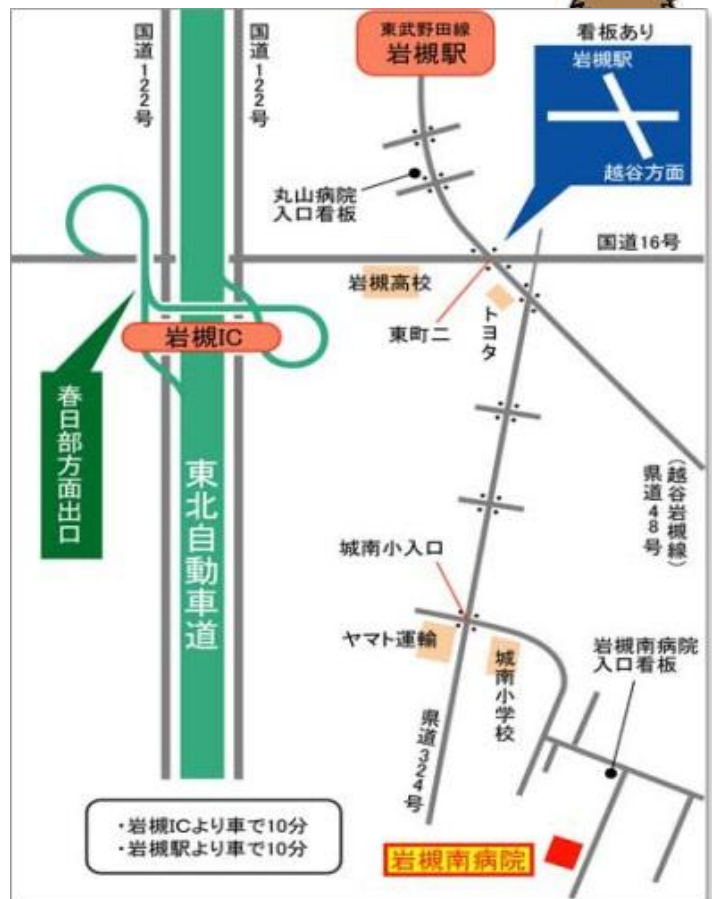 東武野田線
岩槻駅
看板あり
岩槻駅
越谷方面
国道122号
国道122号
丸山病院
入口看板
国道16号
岩槻高校
東町二
トヨタ
岩槻IC
春日部方面出口
東北自動車道
(越谷岩槻線)
県道48号
城南小入口
ヤマト運輸
城南小学校
岩槻南病院
入口看板
県道324号
・岩槻ICより車で10分
・岩槻駅より車で10分
岩槻南病院